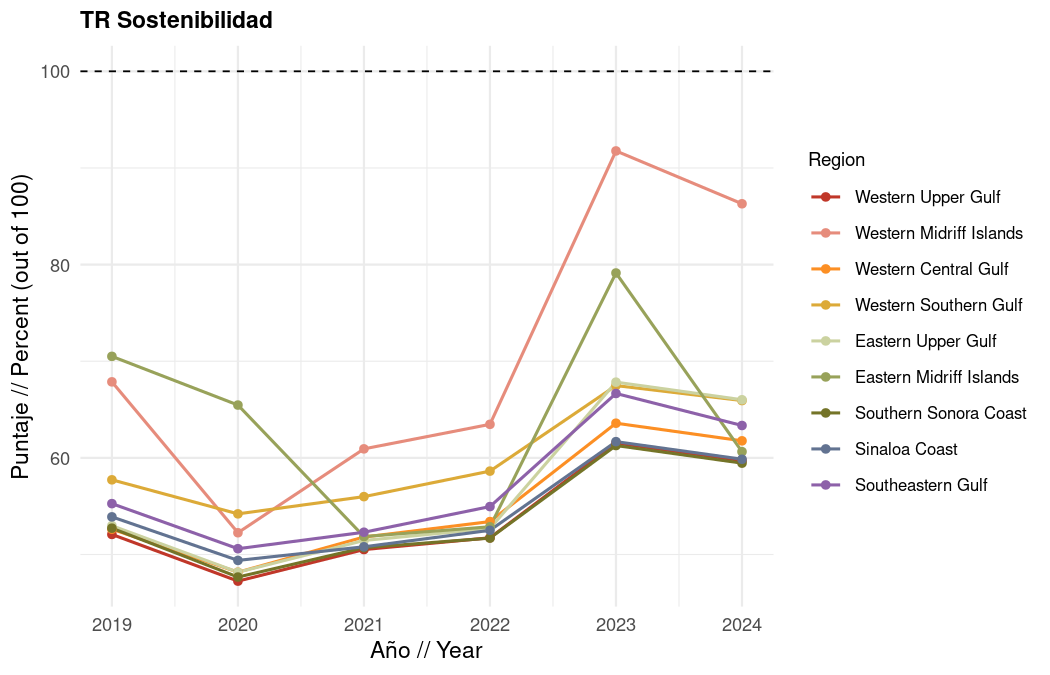 TR Sostenibilidad
Puntaje // Percent (out of 100)
100
80
60
2019 2020 2021 2022 2023 2024
Año // Year
Region
Western Upper Gulf
Western Midriff Islands
Western Central Gulf
Western Southern Gulf
Eastern Upper Gulf
Eastern Midriff Islands
Southern Sonora Coast
Sinaloa Coast
Southeastern Gulf